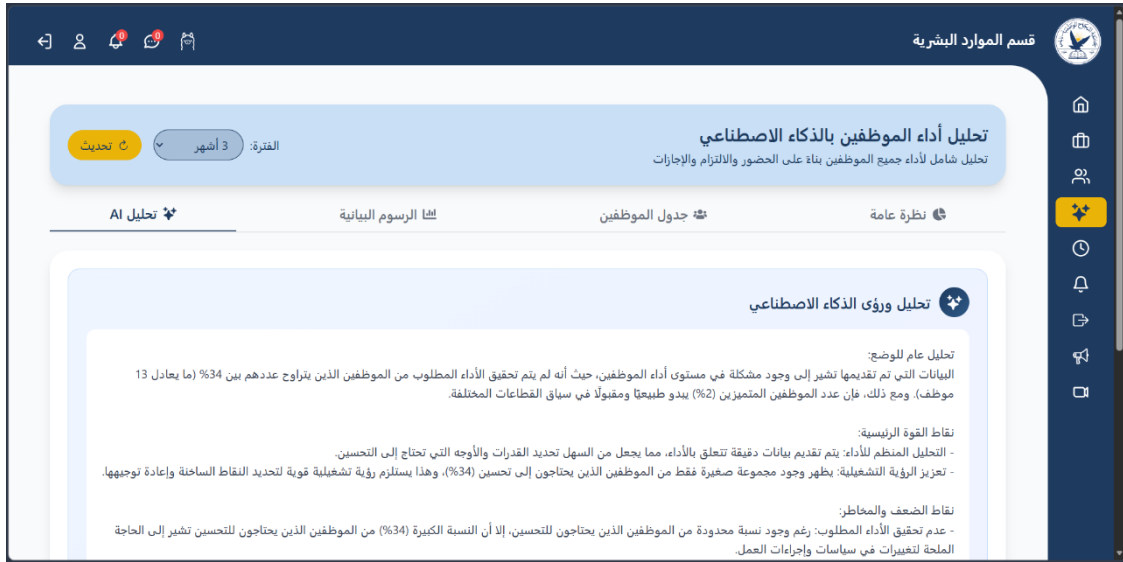 قسم الموارد البشرية
0
0
تحليل أداء الموظفين بالذكاء الاصطناعي
تحليل شامل لأداء جميع الموظفين بناءً على الحضور والالتزام والإجازات
الفترة:
3 أشهر
تحديث
نظرة عامة
جدول الموظفين
الرسوم البيانية
تحليل AI
تحليل ورؤى الذكاء الاصطناعي
تحليل عام للوضع:
البيانات التي تم تقديمها تشير إلى وجود مشكلة في مستوى أداء الموظفين، حيث أنه لم يتم تحقيق الأداء المطلوب من الموظفين الذين يتراوح عددهم بين 34% (ما يعادل 13
موظف). ومع ذلك، فإن عدد الموظفين المتميزين (2%) يبدو طبيعيًا ومقبولًا في سياق القطاعات المختلفة.
نقاط القوة الرئيسية:
- التحليل المنظم للأداء: يتم تقديم بيانات دقيقة تتعلق بالأداء، مما يجعل من السهل تحديد القدرات والأوجه التي تحتاج إلى التحسين.
- تعزيز الرؤية التشغيلية: يظهر وجود مجموعة صغيرة فقط من الموظفين الذين يحتاجون إلى تحسين (34%)، وهذا يستلزم رؤية تشغيلية قوية لتحديد النقاط الساخنة وإعادة توجيهها.
نقاط الضعف والمخاطر:
- عدم تحقيق الأداء المطلوب: رغم وجود نسبة محدودة من الموظفين الذين يحتاجون للتحسين، إلا أن النسبة الكبيرة (34%) من الموظفين الذين يحتاجون للتحسين تشير إلى الحاجة
الملحة لتغييرات في سياسات وإجراءات العمل.